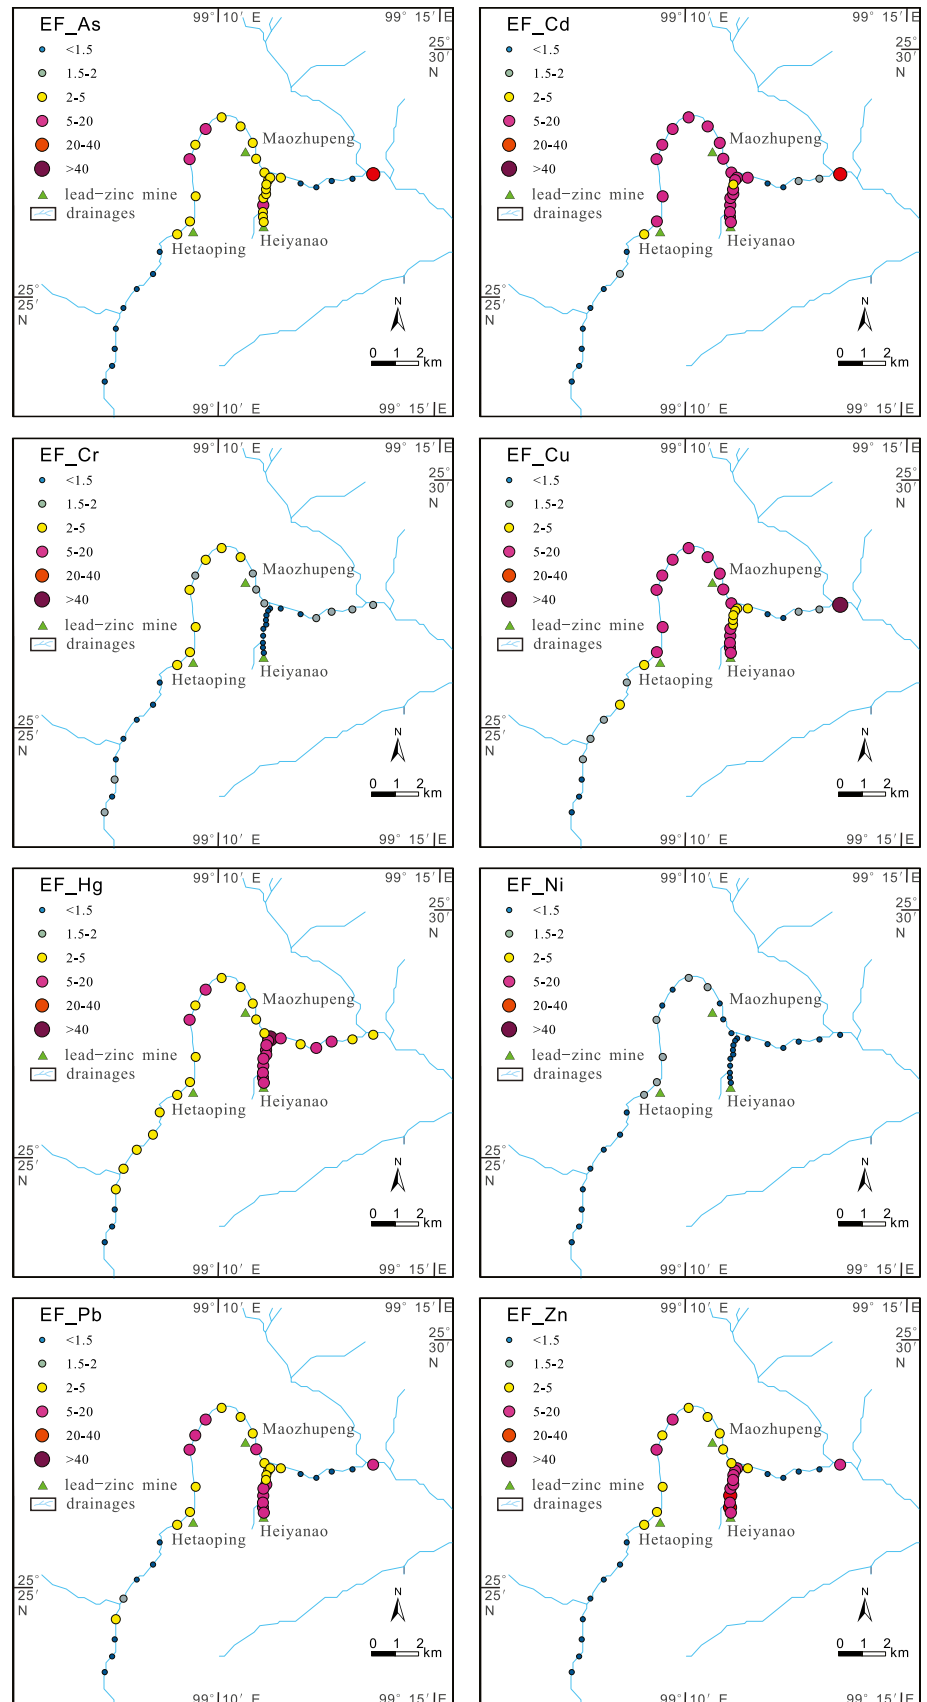 EF_As
<1.5
1.5-2
2-5
5-20
20-40
>40
lead-zinc mine
drainages
99° 10′ E
99° 15′ E
25°
30′
N
Maozhupeng
Hetaoping
Heiyanao
25°
25′
N
N
0 1 2
km
EF_Cd
<1.5
1.5-2
2-5
5-20
20-40
>40
lead-zinc mine
drainages
99° 10′ E
99° 15′ E
25°
30′
N
Maozhupeng
Hetaoping
Heiyanao
25°
25′
N
N
0 1 2
km
99° 10′ E
99° 15′ E
EF_Cr
<1.5
1.5-2
2-5
5-20
20-40
>40
lead-zinc mine
drainages
25°
30′
N
Maozhupeng
Hetaoping
Heiyanao
25°
25′
N
N
0 1 2
km
99° 10′ E
99° 15′ E
EF_Cu
<1.5
1.5-2
2-5
5-20
20-40
>40
lead-zinc mine
drainages
25°
30′
N
Maozhupeng
Hetaoping
Heiyanao
25°
25′
N
N
0 1 2
km
99° 10′ E
99° 15′ E
99° 10′ E
99° 15′ E
EF_Hg
<1.5
1.5-2
2-5
5-20
20-40
>40
lead-zinc mine
drainages
25°
30′
N
Maozhupeng
Hetaoping
Heiyanao
25°
25′
N
N
0 1 2
km
99° 10′ E
99° 15′ E
99° 10′ E
99° 15′ E
EF_Ni
<1.5
1.5-2
2-5
5-20
20-40
>40
lead-zinc mine
drainages
25°
30′
N
Maozhupeng
Hetaoping
Heiyanao
25°
25′
N
N
0 1 2
km
99° 10′ E
99° 15′ E
99° 10′ E
99° 15′ E
EF_Pb
<1.5
1.5-2
2-5
5-20
20-40
>40
lead-zinc mine
drainages
25°
30′
N
Maozhupeng
Hetaoping
Heiyanao
25°
25′
N
N
0 1 2
km
99° 10′ E
99° 15′ E
99° 10′ E
99° 15′ E
EF_Zn
<1.5
1.5-2
2-5
5-20
20-40
>40
lead-zinc mine
drainages
25°
30′
N
Maozhupeng
Hetaoping
Heiyanao
25°
25′
N
N
0 1 2
km
99° 10′ E
99° 15′ E